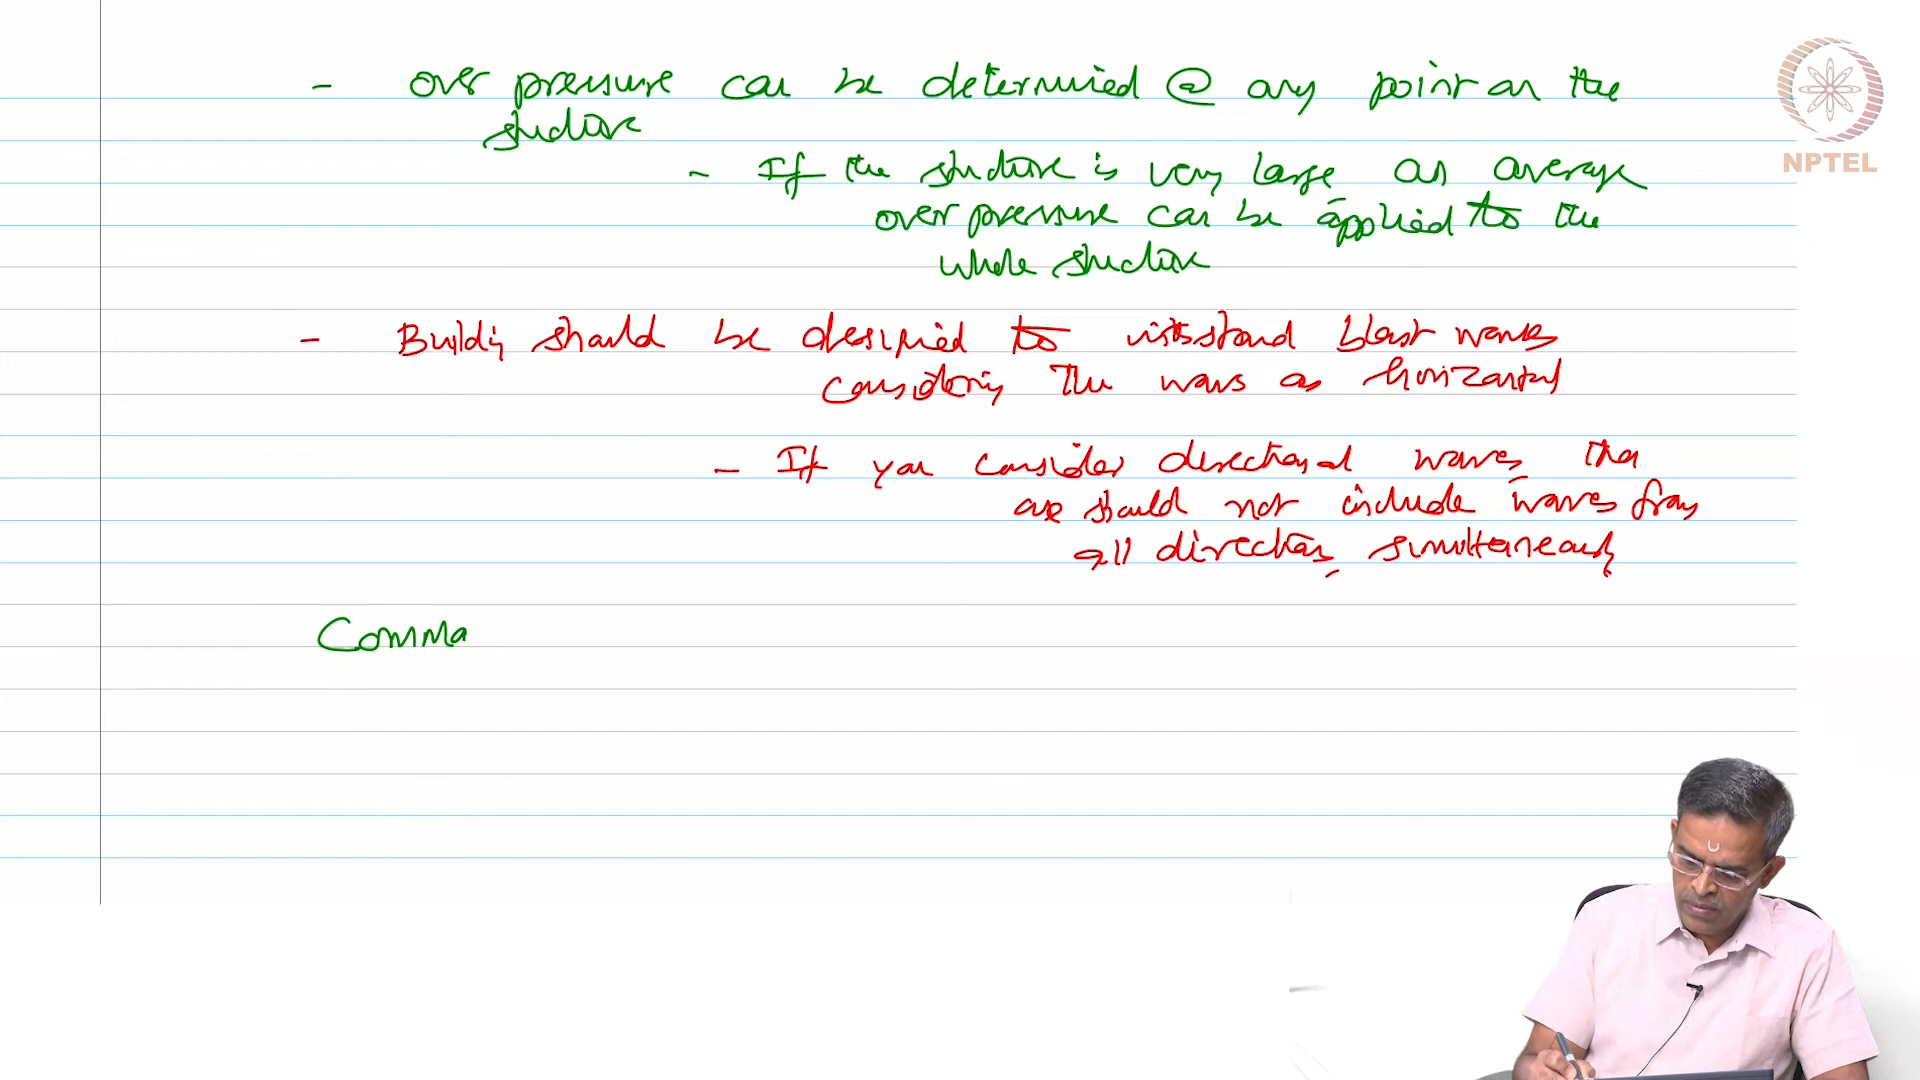 - over pressure can be determined @ any point on the
structure
NPTEL
- If the structure is very large an average
over pressure can be applied to the
whole structure
- Building should be designed to withstand blast waves
considering the waves as horizontal
- If you consider directional waves, then
one should not include waves from
all directions simultaneously
Comma